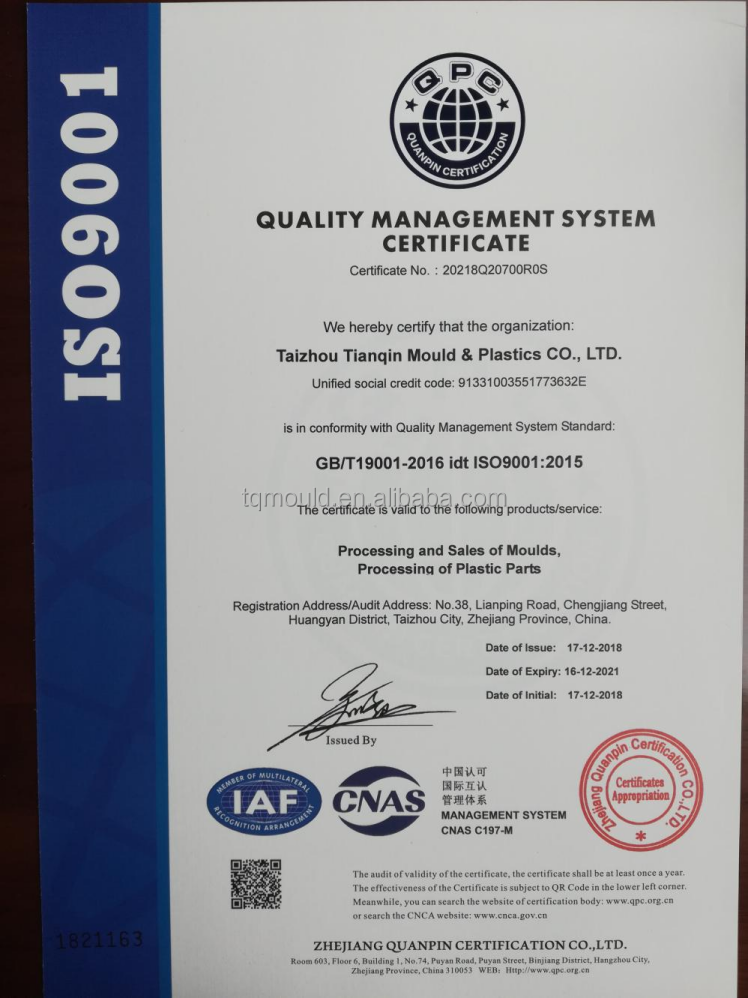 ISO9001
QPC
QUANPIN CERTIFICATION
QUALITY MANAGEMENT SYSTEM
CERTIFICATE
Certificate No. : 20218Q20700R0S
We hereby certify that the organization:
Taizhou Tianqin Mould & Plastics CO., LTD.
Unified social credit code: 91331003551773632E
is in conformity with Quality Management System Standard:
GB/T19001-2016 idt ISO9001:2015
tqmould.en.alibaba.com
The certificate is valid to the following products/service:
Processing and Sales of Moulds,
Processing of Plastic Parts
Registration Address/Audit Address: No.38, Lianping Road, Chengjiang Street,
Huangyan District, Taizhou City, Zhejiang Province, China.
Date of Issue: 17-12-2018
Date of Expiry: 16-12-2021
Date of Initial: 17-12-2018
Issued By
MEMBER OF MULTILATERAL
IAF
RECOGNITION ARRANGEMENT
CNAS
中国认可
国际互认
管理体系
MANAGEMENT SYSTEM
CNAS C197-M
Zhejiang Quanpin Certification CO.,LTD.
Certificates
Appropriation
The audit of validity of the certificate, the certificate shall be at least once a year.
The effectiveness of the Certificate is subject to QR Code in the lower left corner.
Meanwhile, you can search the website of certification body: www.qpc.org.cn
or search the CNCA website: www.cnca.gov.cn
1821163
ZHEJIANG QUANPIN CERTIFICATION CO.,LTD.
Room 603, Floor 6, Building 1, No.74, Puyan Road, Puyan Street, Binjiang District, Hangzhou City,
Zhejiang Province, China 310053 WEB: Http://www.qpc.org.cn